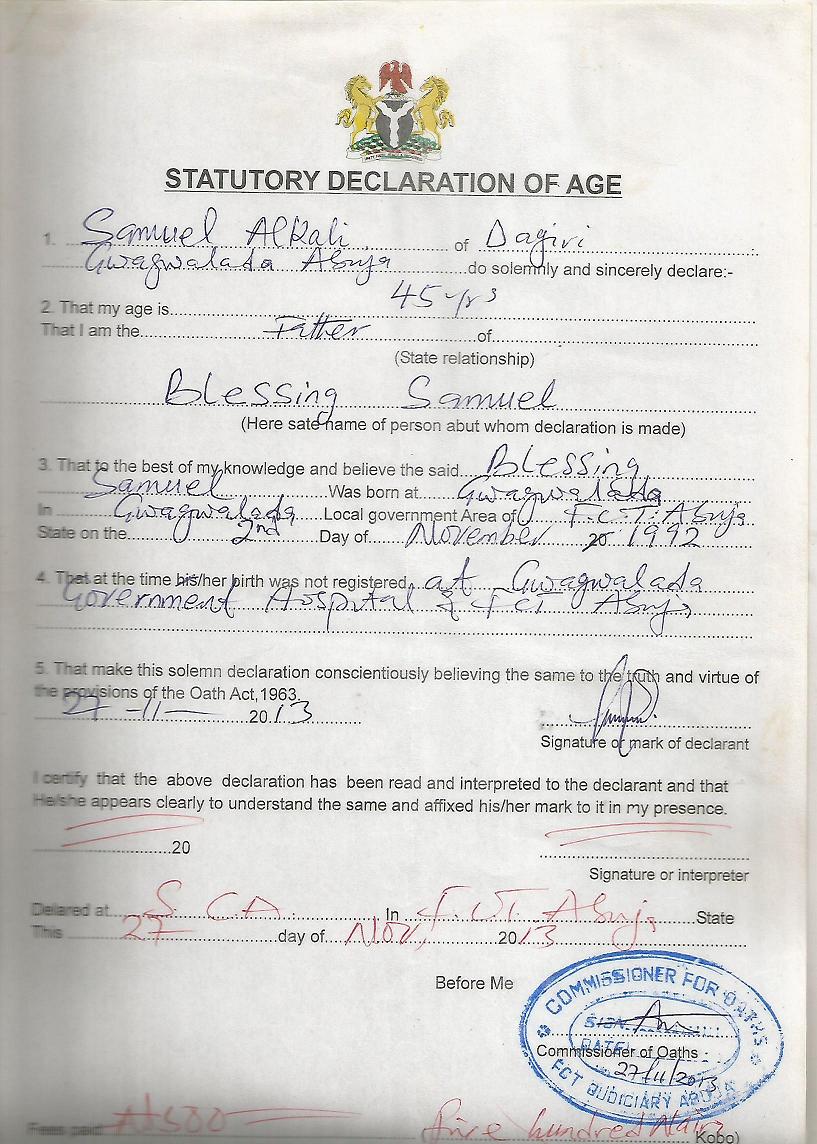 STATUTORY DECLARATION OF AGE
1. Samuel Alkali of Dagiri
Gwagwalada Abuja do solemnly and sincerely declare:-
2. That my age is 45 yrs
That I am the Father of
(State relationship)
Blessing Samuel
(Here sate name of person abut whom declaration is made)
3. That to the best of my knowledge and believe the said Blessing
Samuel Was born at Gwagwalada
In Gwagwalada Local government Area of F.C.T. Abuja
State on the 2nd Day of November 20 1992
4. That at the time his/her birth was not registered at Gwagwalada
Government Hospital FCT Abuja
5. That make this solemn declaration conscientiously believing the same to the truth and virtue of
the provisions of the Oath Act,1963.
27-11- 2013
Signature or mark of declarant
I certify that the above declaration has been read and interpreted to the declarant and that
He/she appears clearly to understand the same and affixed his/her mark to it in my presence.
20
Signature or interpreter
Delared at S CA In Abuja State
This 27 day of Nov, 2013
Before Me
COMMISSIONER FOR OATHS
SIGN.
DATE
Commissioner of Oaths
27/11/2013
FCT JUDICIARY ABUJA
Fees paid N500 (five hundred Naira Kobo)